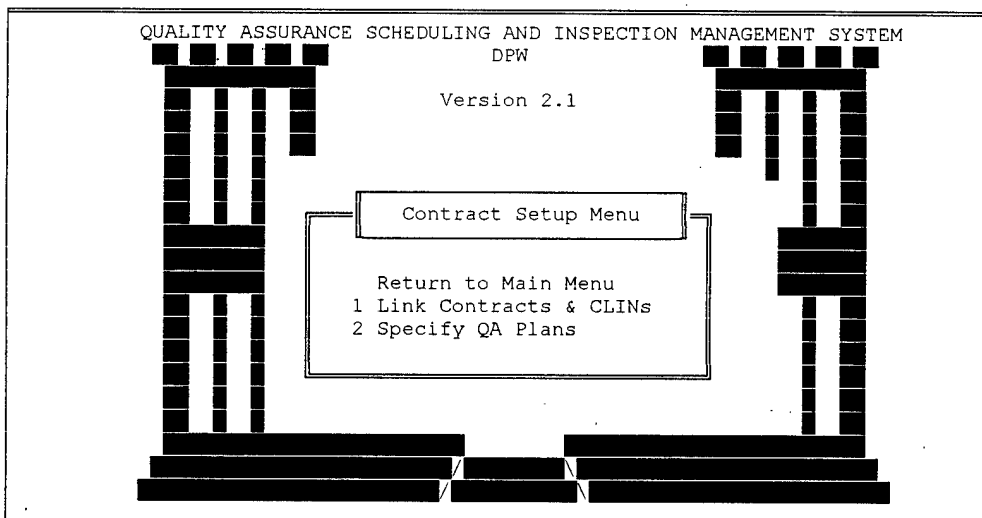 QUALITY ASSURANCE SCHEDULING AND INSPECTION MANAGEMENT SYSTEM
DPW
Version 2.1
Contract Setup Menu
Return to Main Menu
1 Link Contracts & CLINs
2 Specify QA Plans